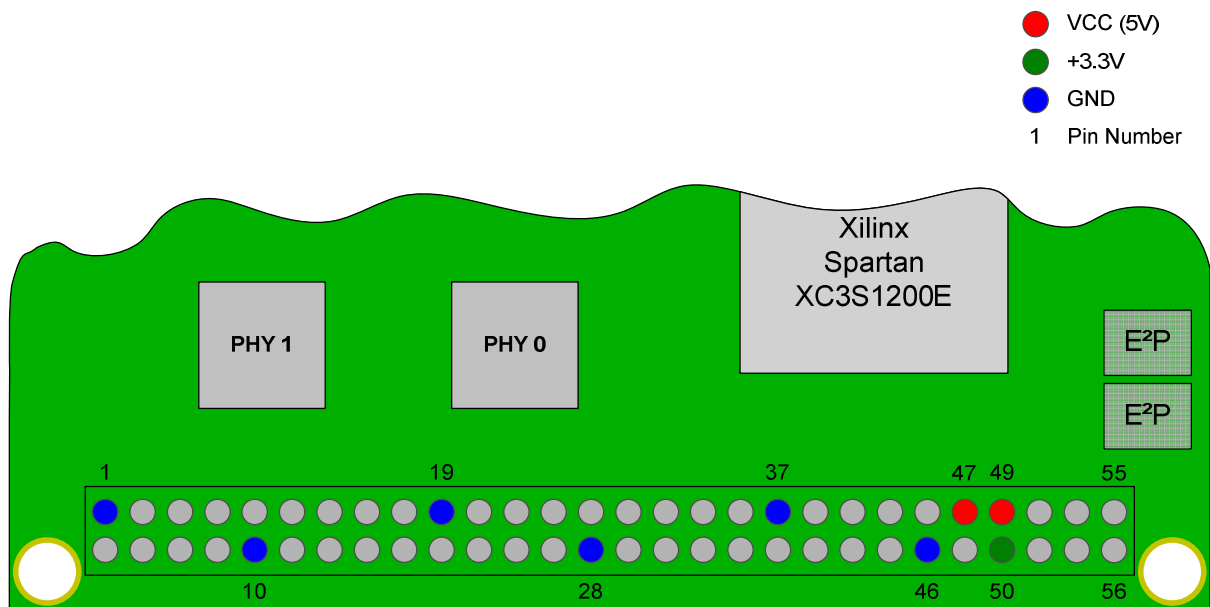 VCC (5V)
+3.3V
GND
1 Pin Number
Xilinx
Spartan
XC3S1200E
PHY 1
PHY 0
E²P
E²P
1 19 37 47 49 55
10 28 46 50 56